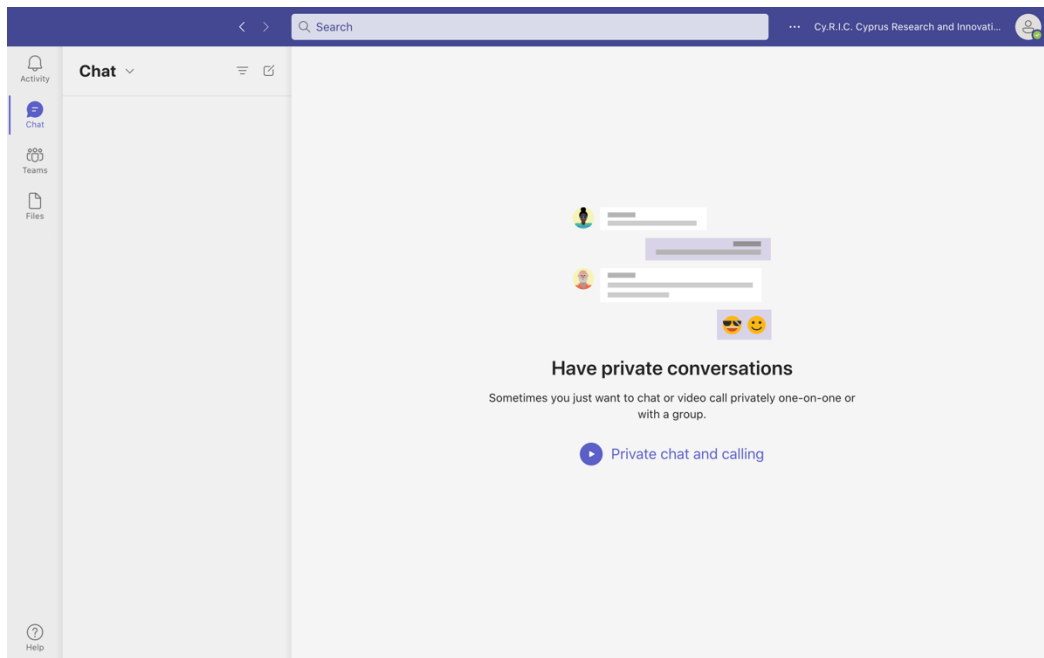 Search
... Cy.R.I.C. Cyprus Research and Innovati...
Activity
Chat
Teams
Files
Help
Chat
Have private conversations
Sometimes you just want to chat or video call privately one-on-one or
with a group.
Private chat and calling